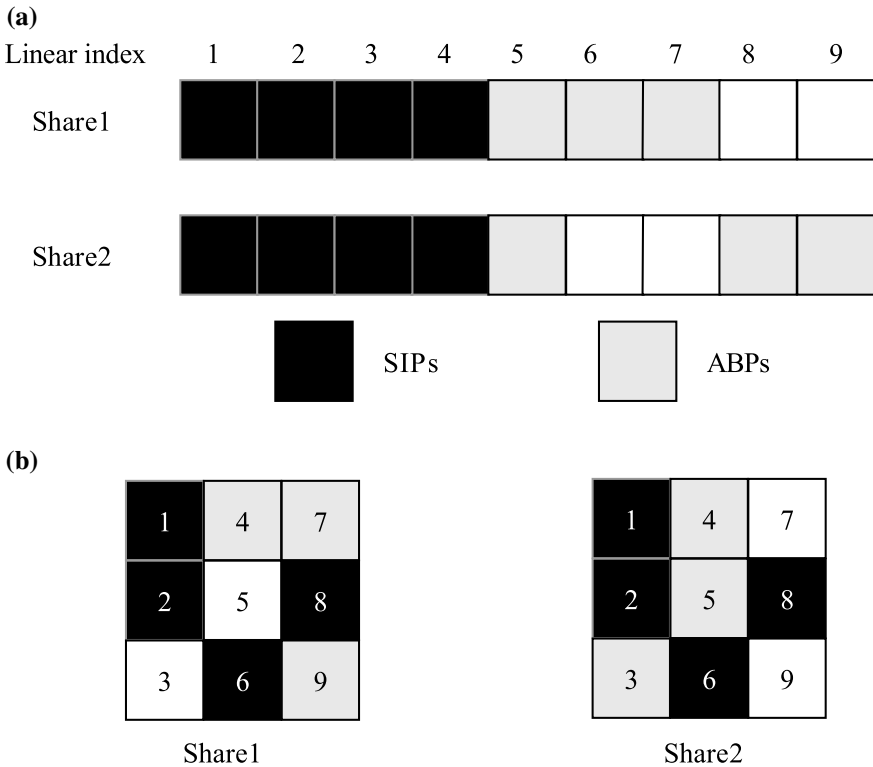 (a)
Linear index 1 2 3 4 5 6 7 8 9
Share1
Share2
SIPs ABPs
(b)
1 4 7 1 4 7
2 5 8 2 5 8
3 6 9 3 6 9
Share1 Share2